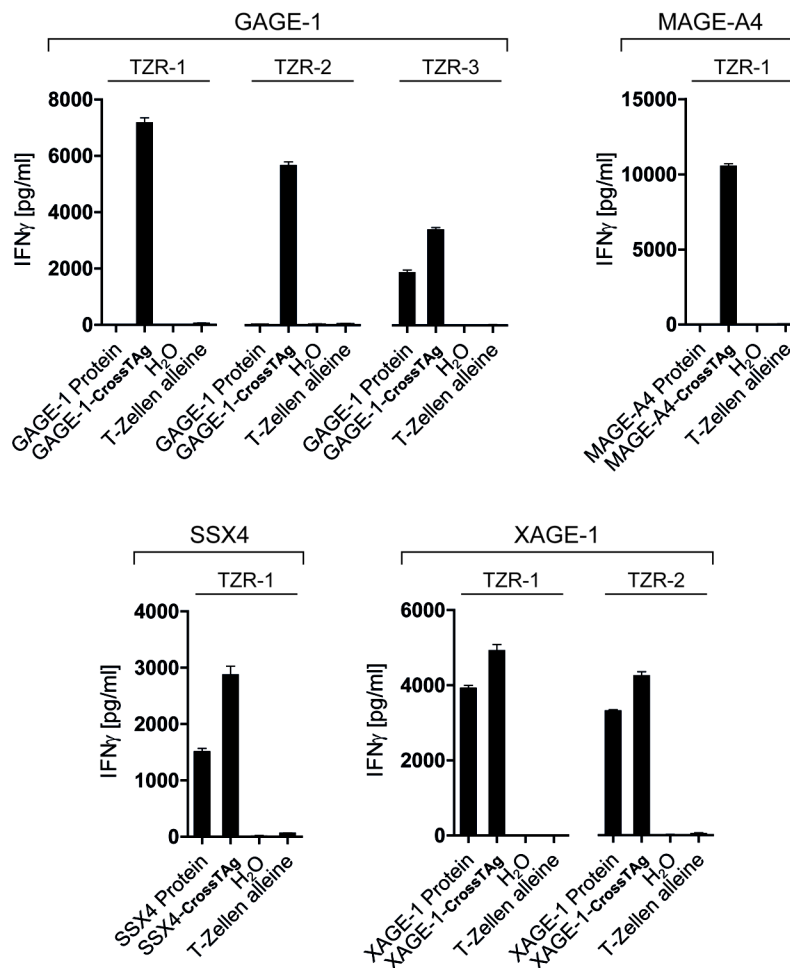 GAGE-1
MAGE-A4
TZR-1
TZR-2
TZR-3
TZR-1
IFNγ [pg/ml]
8000
6000
4000
2000
0
GAGE-1 Protein
GAGE-1-CrossTAg
H₂O
T-Zellen alleine
GAGE-1 Protein
GAGE-1-CrossTAg
H₂O
T-Zellen alleine
GAGE-1 Protein
GAGE-1-CrossTAg
H₂O
T-Zellen alleine
IFNγ [pg/ml]
15000
10000
5000
0
MAGE-A4 Protein
MAGE-A4-CrossTAg
H₂O
T-Zellen alleine
SSX4
TZR-1
IFNγ [pg/ml]
4000
3000
2000
1000
0
SSX4 Protein
SSX4-CrossTAg
H₂O
T-Zellen alleine
XAGE-1
TZR-1
TZR-2
IFNγ [pg/ml]
6000
4000
2000
0
XAGE-1 Protein
XAGE-1-CrossTAg
H₂O
T-Zellen alleine
XAGE-1 Protein
XAGE-1-CrossTAg
H₂O
T-Zellen alleine